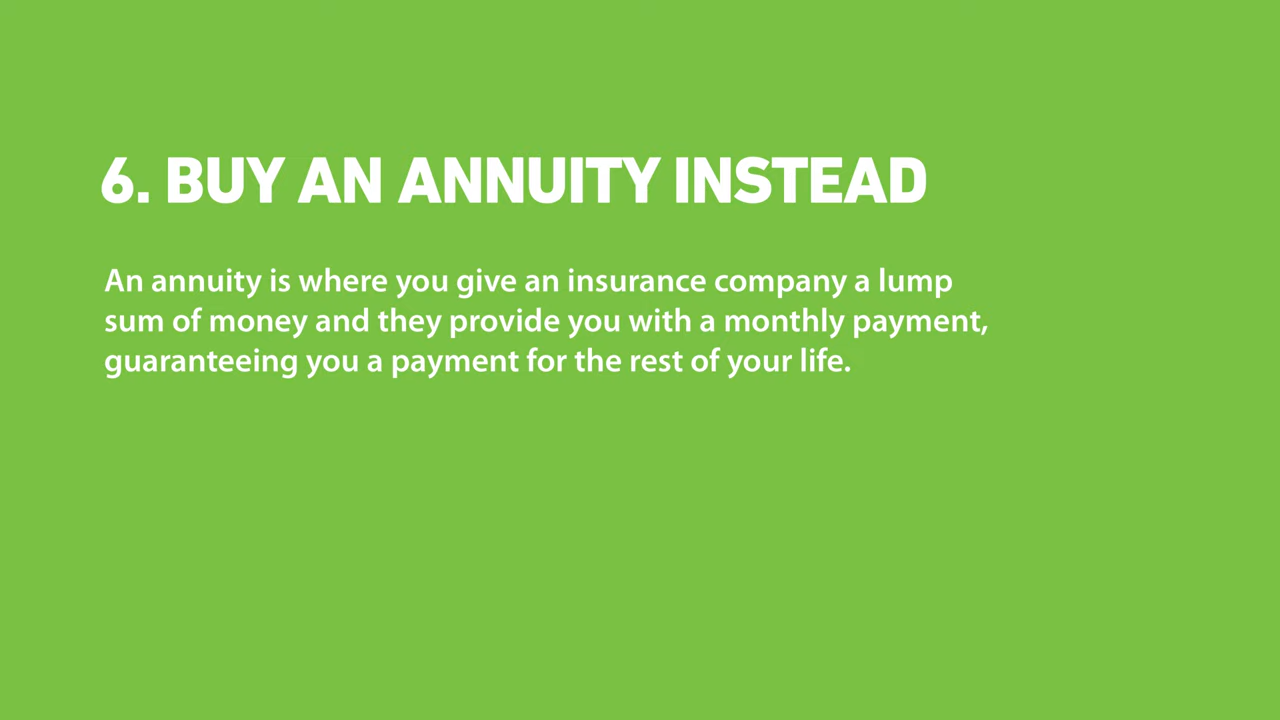 6. BUY AN ANNUITY INSTEAD
An annuity is where you give an insurance company a lump
sum of money and they provide you with a monthly payment,
guaranteeing you a payment for the rest of your life.